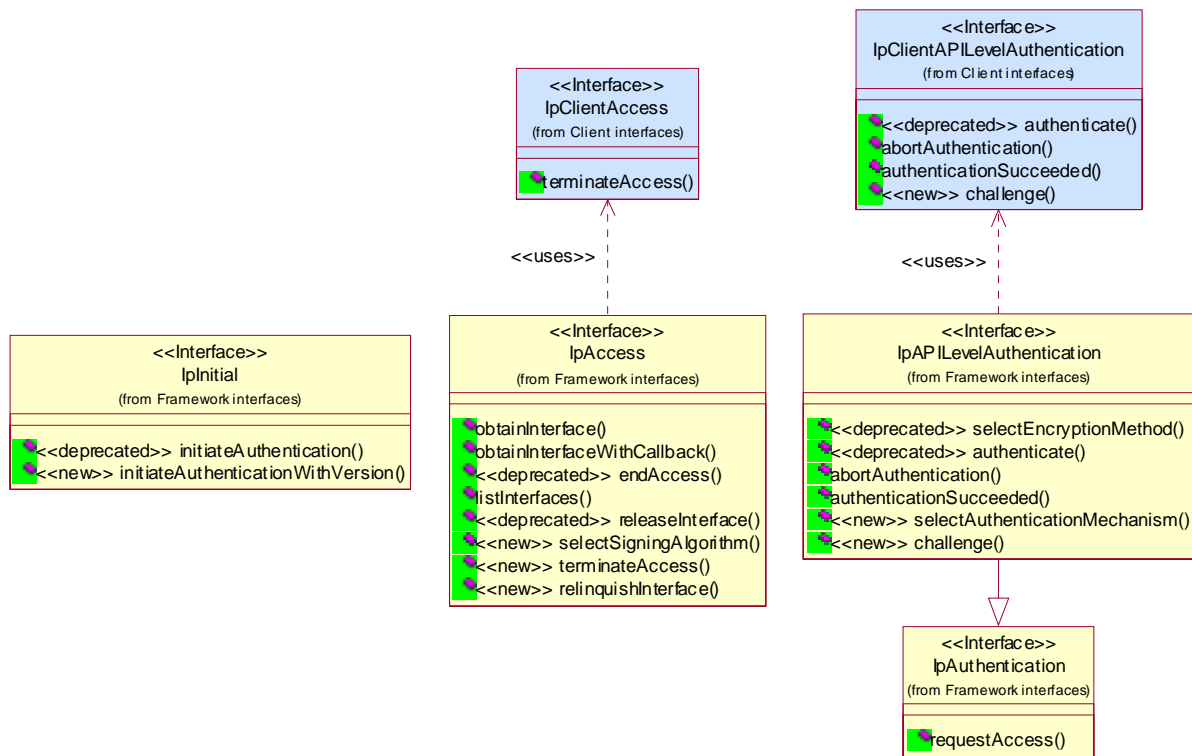 <<Interface>>
IpClientAPILevelAuthentication
(from Client interfaces)
<<deprecated>> authenticate()
abortAuthentication()
authenticationSucceeded()
<<new>> challenge()
<<Interface>>
IpClientAccess
(from Client interfaces)
terminateAccess()
<<uses>>
<<uses>>
<<Interface>>
IpInitial
(from Framework interfaces)
<<deprecated>> initiateAuthentication()
<<new>> initiateAuthenticationWithVersion()
<<Interface>>
IpAccess
(from Framework interfaces)
obtainInterface()
obtainInterfaceWithCallback()
<<deprecated>> endAccess()
listInterfaces()
<<deprecated>> releaseInterface()
<<new>> selectSigningAlgorithm()
<<new>> terminateAccess()
<<new>> relinquishInterface()
<<Interface>>
IpAPILevelAuthentication
(from Framework interfaces)
<<deprecated>> selectEncryptionMethod()
<<deprecated>> authenticate()
abortAuthentication()
authenticationSucceeded()
<<new>> selectAuthenticationMechanism()
<<new>> challenge()
<<Interface>>
IpAuthentication
(from Framework interfaces)
requestAccess()